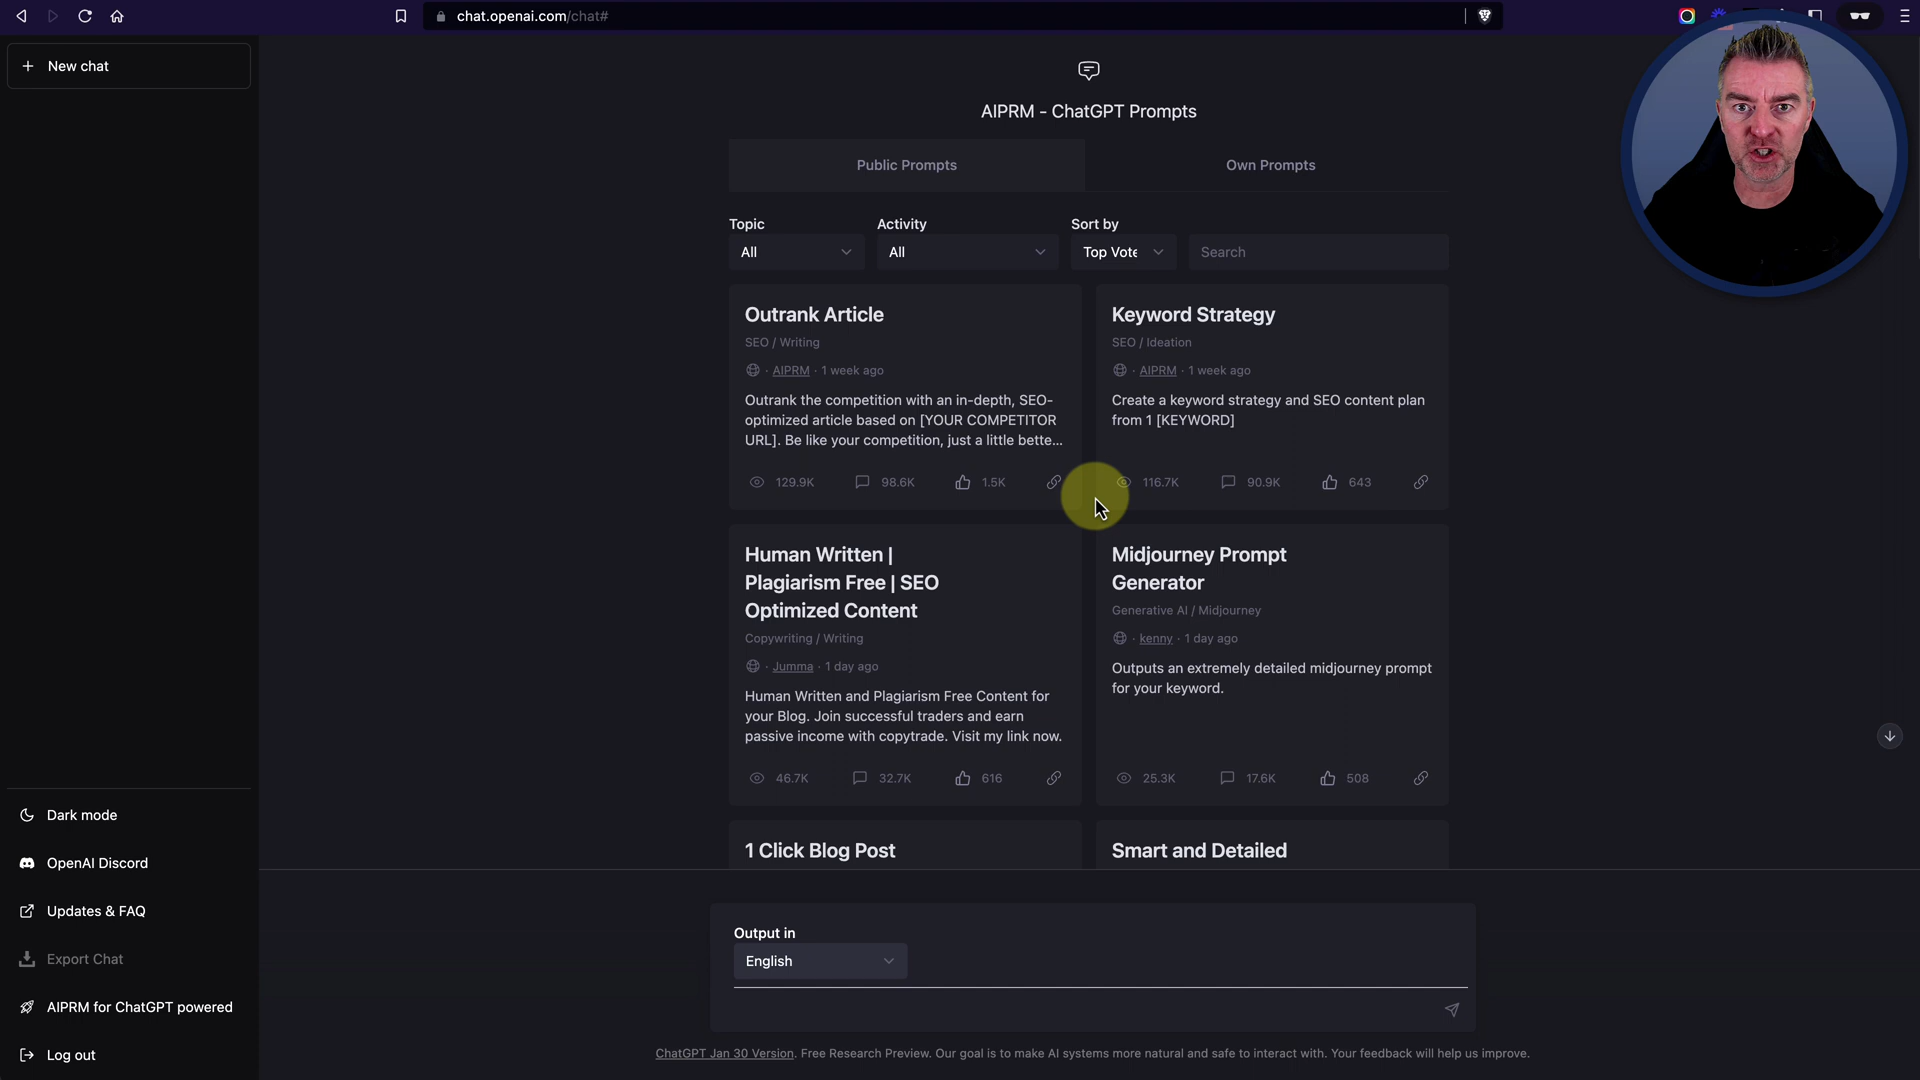 chat.openai.com/chat#
New chat
AIPRM - ChatGPT Prompts
Public Prompts
Own Prompts
Topic
Activity
Sort by
All
All
Top Vote
Search
Outrank Article
SEO / Writing
· AIPRM · 1 week ago
Outrank the competition with an in-depth, SEO-
optimized article based on [YOUR COMPETITOR
URL]. Be like your competition, just a little bette...
129.9K 98.6K 1.5K
Keyword Strategy
SEO / Ideation
· AIPRM · 1 week ago
Create a keyword strategy and SEO content plan
from 1 [KEYWORD]
116.7K 90.9K 643
Human Written |
Plagiarism Free | SEO
Optimized Content
Copywriting / Writing
· Jumma · 1 day ago
Human Written and Plagiarism Free Content for
your Blog. Join successful traders and earn
passive income with copytrade. Visit my link now.
46.7K 32.7K 616
Midjourney Prompt
Generator
Generative AI / Midjourney
· kenny · 1 day ago
Outputs an extremely detailed midjourney prompt
for your keyword.
25.3K 17.6K 508
1 Click Blog Post
Smart and Detailed
Dark mode
OpenAI Discord
Updates & FAQ
Export Chat
AIPRM for ChatGPT powered
Log out
Output in
English
ChatGPT Jan 30 Version. Free Research Preview. Our goal is to make AI systems more natural and safe to interact with. Your feedback will help us improve.